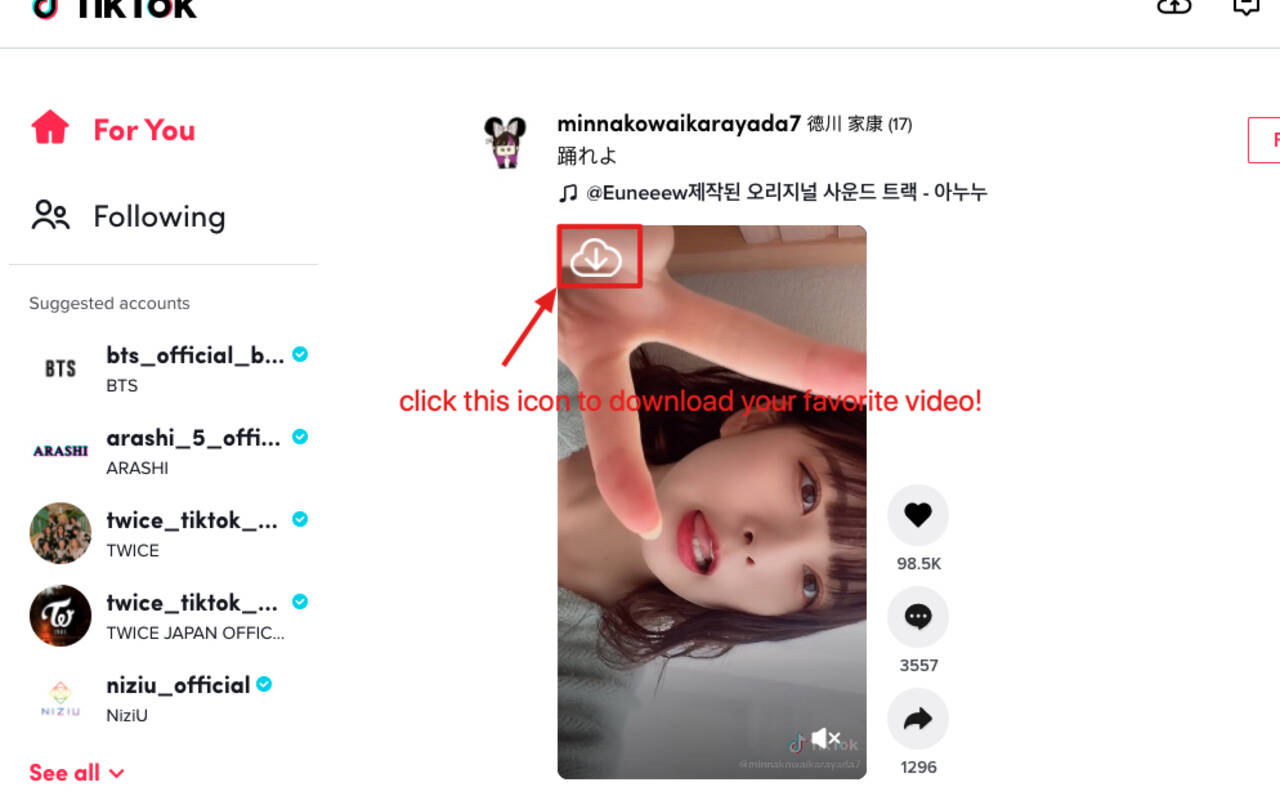 TikTok
For You
Following
Suggested accounts
BTS
bts_official_b...
BTS
ARASHI
arashi_5_offi...
ARASHI
twice_tiktok_...
TWICE
twice_tiktok_...
TWICE JAPAN OFFIC...
NIZIU
niziu_official
NiziU
See all
minnakowaikarayada7 徳川 家康 (17)
踊れよ
@Euneeew제작된 오리지널 사운드 트랙 - 아누누
click this icon to download your favorite video!
98.5K
3557
1296
TikTok
@minnakowaikarayada7